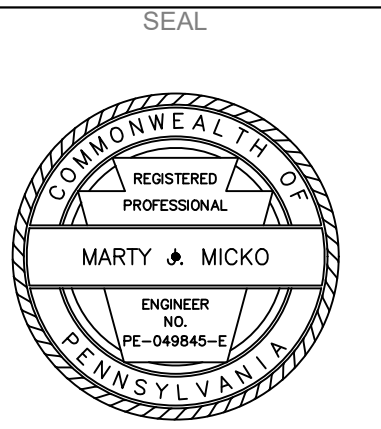 SEAL
COMMONWEALTH OF
REGISTERED
PROFESSIONAL
MARTY MICKO
ENGINEER
NO.
PE-049845-E
PENNSYLVANIA